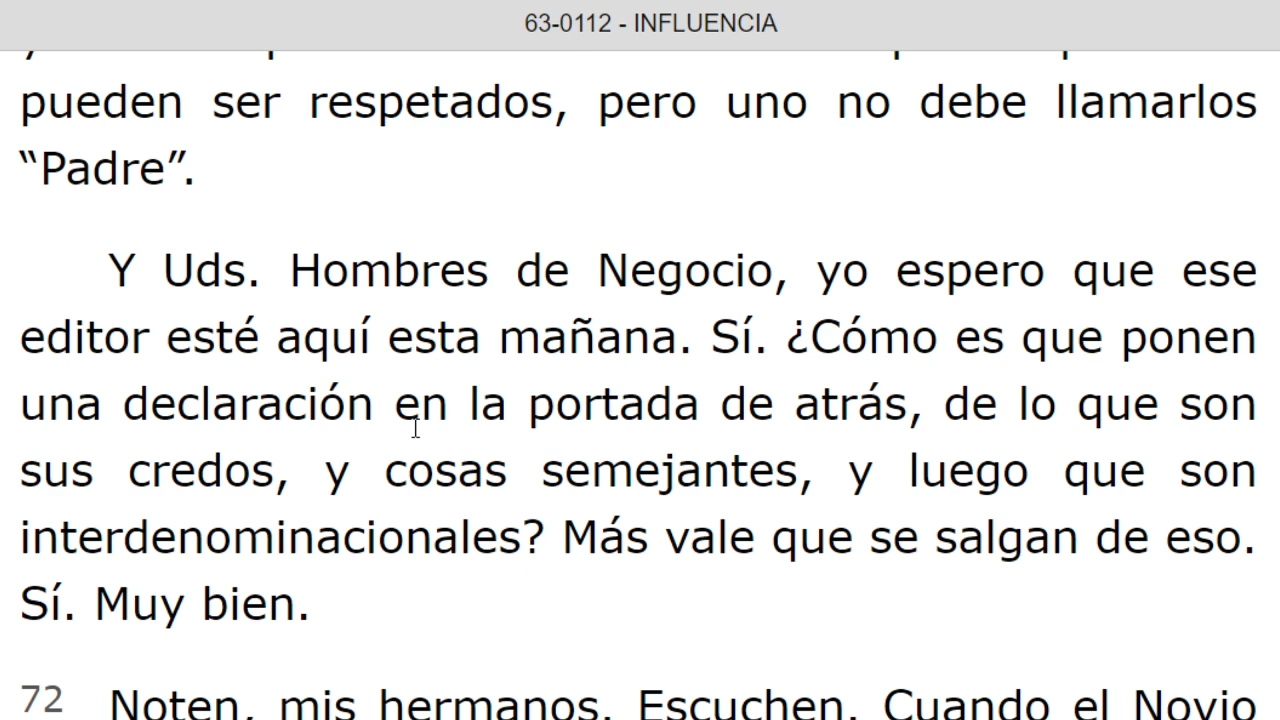 63-0112 - INFLUENCIA
pueden ser respetados, pero uno no debe llamarlos
“Padre”.
Y Uds. Hombres de Negocio, yo espero que ese
editor esté aquí esta mañana. Sí. ¿Cómo es que ponen
una declaración en la portada de atrás, de lo que son
sus credos, y cosas semejantes, y luego que son
interdenominacionales? Más vale que se salgan de eso.
Sí. Muy bien.
72 Noten, mis hermanos. Escuchen. Cuando el Novio